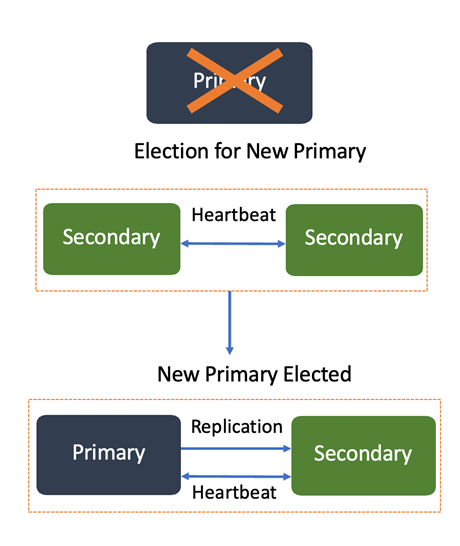 Primary
Election for New Primary
Heartbeat
Secondary
Secondary
New Primary Elected
Replication
Primary
Secondary
Heartbeat